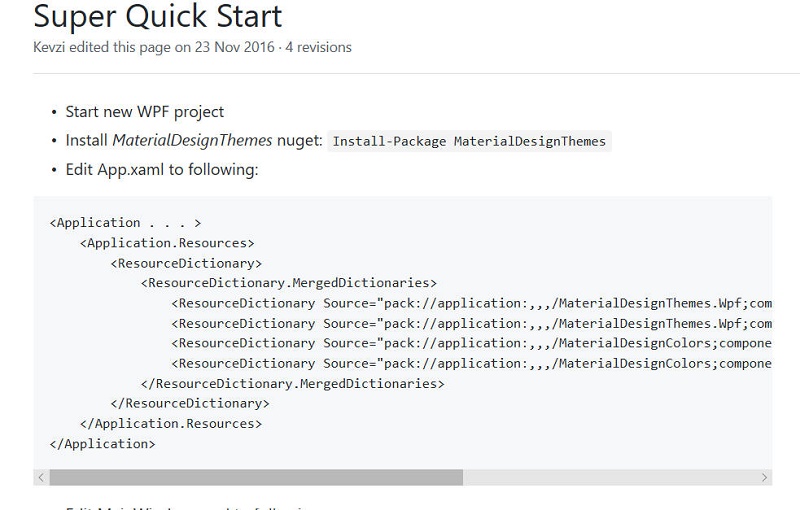 Super Quick Start
Kevzi edited this page on 23 Nov 2016 · 4 revisions
• Start new WPF project
• Install MaterialDesignThemes nuget: Install-Package MaterialDesignThemes
• Edit App.xaml to following:
<Application . . . >
    <Application.Resources>
        <ResourceDictionary>
            <ResourceDictionary.MergedDictionaries>
                <ResourceDictionary Source="pack://application:,,,/MaterialDesignThemes.Wpf;com
                <ResourceDictionary Source="pack://application:,,,/MaterialDesignThemes.Wpf;com
                <ResourceDictionary Source="pack://application:,,,/MaterialDesignColors;compone
                <ResourceDictionary Source="pack://application:,,,/MaterialDesignColors;compone
            </ResourceDictionary.MergedDictionaries>
        </ResourceDictionary>
    </Application.Resources>
</Application>